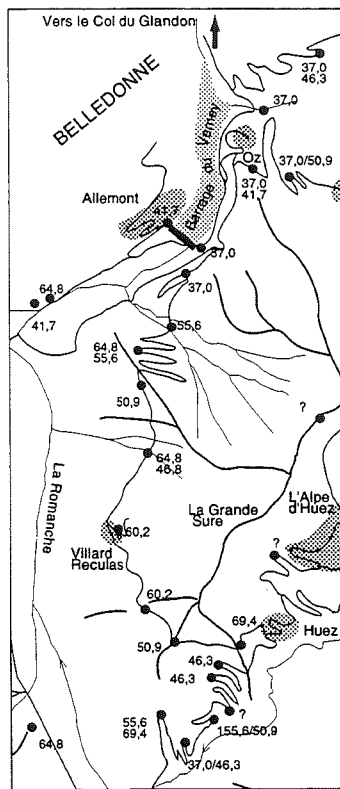 Vers le Col du Glandon
37,0
46,3
BELLEDONNE
37,0
Barrage du Verney
Oz
37,0/50,9
37,0
41,7
Allemont
37,0
37,0
64,8
41,7
55,6
64,8
55,6
50,9
?
64,8
46,8
La Romanche
La Grande
Sure
L'Alpe
d'Huez
60,2
Villard
Reculas
?
60,2
69,4
Huez
50,9
46,3
46,3
55,6
69,4
?
155,6/50,9
64,8
37,0/46,3